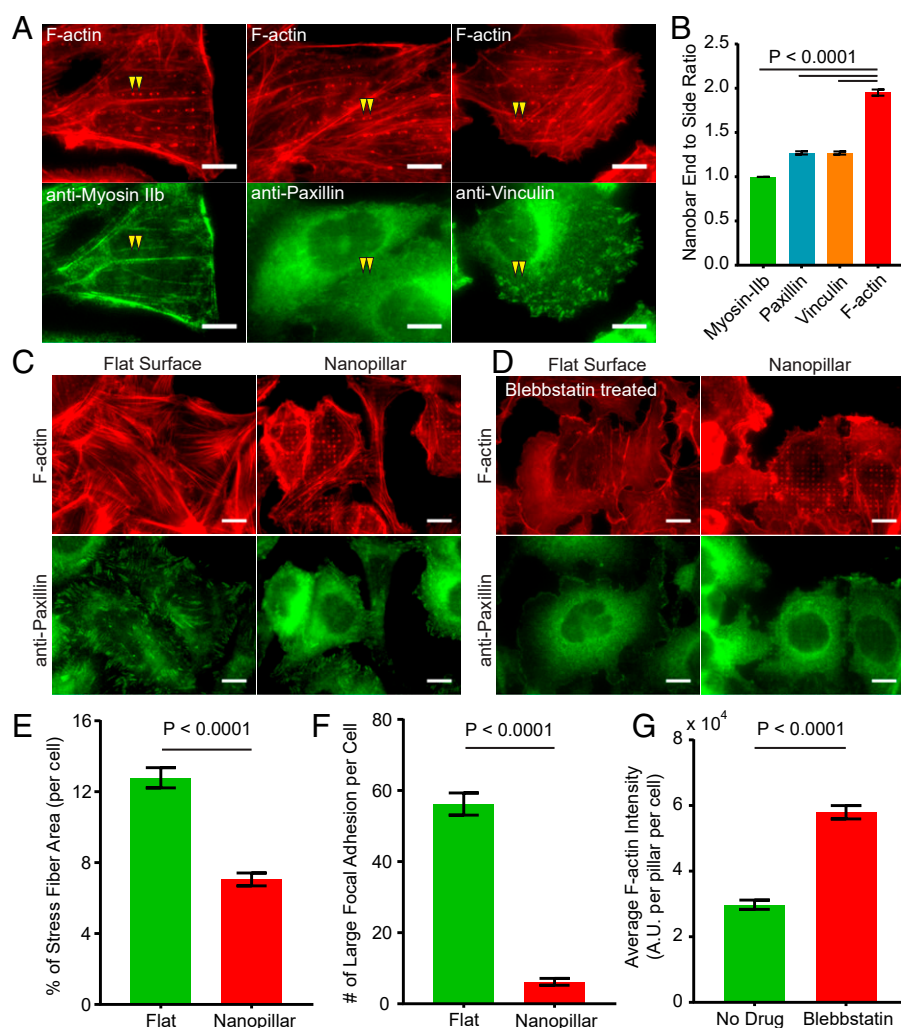 A
F-actin
F-actin
F-actin
anti-Myosin IIb
anti-Paxillin
anti-Vinculin
B
P < 0.0001
Nanobar End to Side Ratio
2.5
2.0
1.5
1.0
0.5
0.0
Myosin-IIb
Paxillin
Vinculin
F-actin
C
Flat Surface
Nanopillar
F-actin
anti-Paxillin
D
Flat Surface
Nanopillar
Blebbstatin treated
F-actin
anti-Paxillin
E
P < 0.0001
% of Stress Fiber Area (per cell)
16
12
8
4
0
Flat
Nanopillar
F
P < 0.0001
# of Large Focal Adhesion per Cell
80
60
40
20
0
Flat
Nanopillar
G
x 10⁴
P < 0.0001
Average F-actin Intensity
(A.U. per pillar per cell)
8
6
4
2
0
No Drug
Blebbstatin